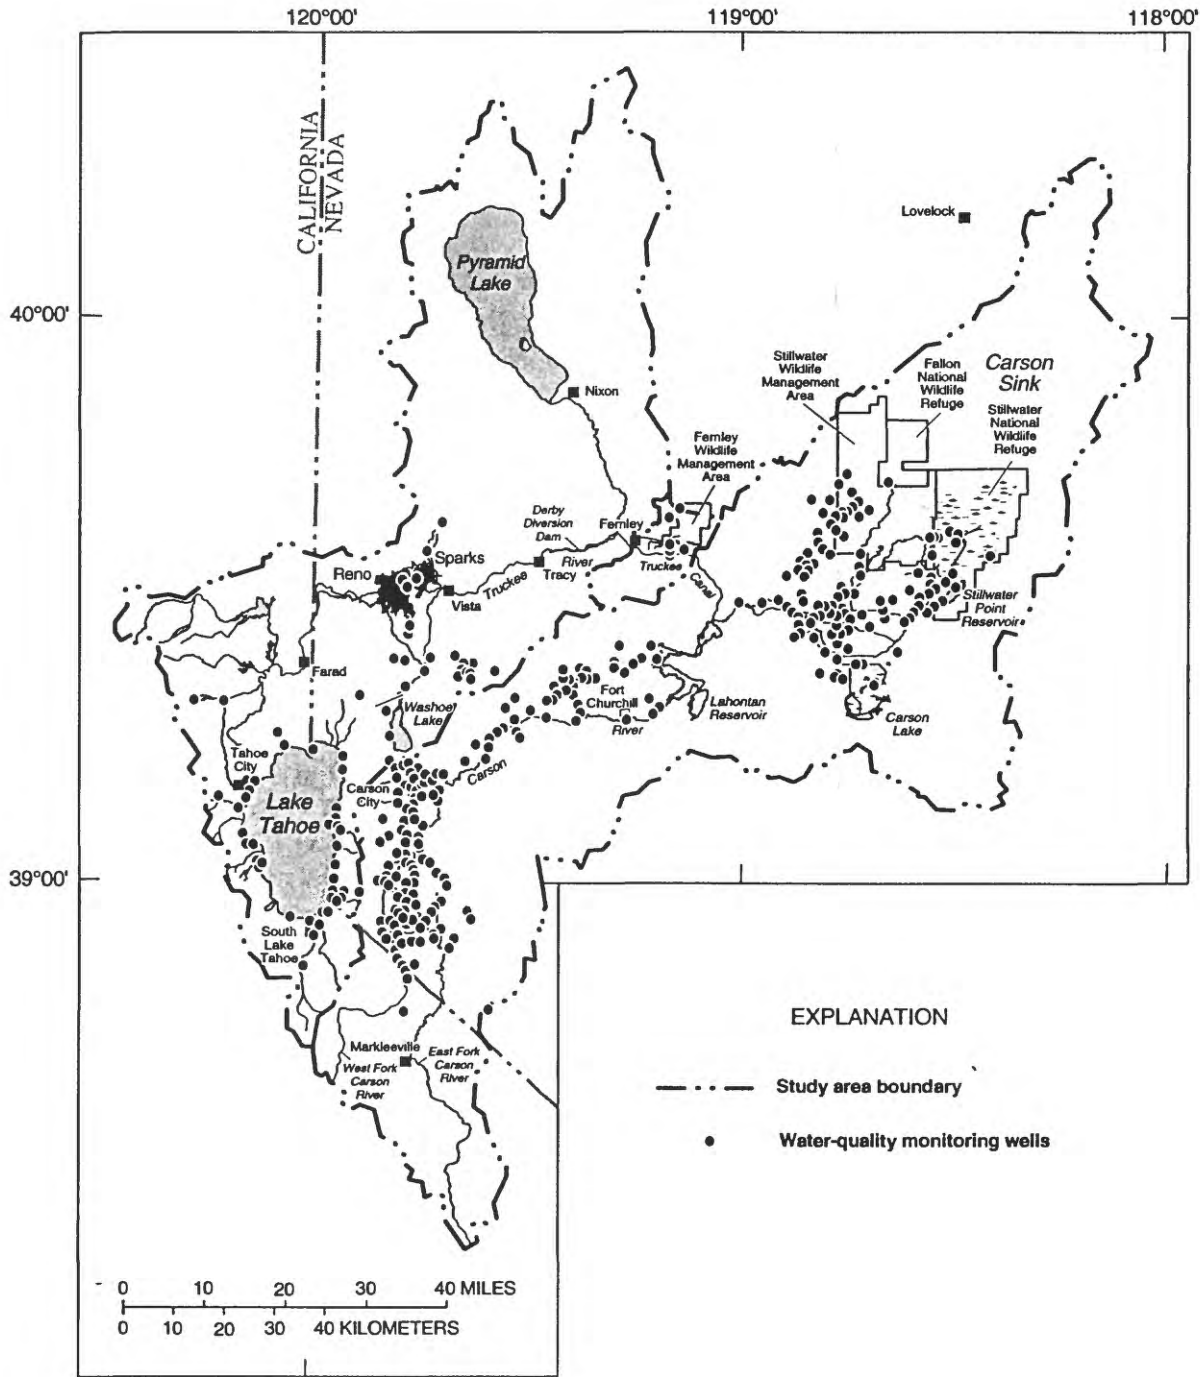 120°00'
119°00'
118°00'
CALIFORNIA
NEVADA
Lovelock
Pyramid
Lake
40°00'
Nixon
Stillwater
Wildlife
Management
Area
Fallon
National
Wildlife
Refuge
Carson
Sink
Stillwater
National
Wildlife
Refuge
Fernley
Wildlife
Management
Area
Derby
Diversion
Dam
Fernley
Sparks
Reno
River
Truckee
Tracy
Vista
Truckee
Canal
Stillwater
Point
Reservoir
Farad
Washoe
Lake
Fort
Churchill
River
Lahontan
Reservoir
Carson
Lake
Tahoe
City
Carson
Carson
City
Lake
Tahoe
39°00'
South
Lake
Tahoe
Markleeville
West Fork
Carson
River
East Fork
Carson
River
EXPLANATION
Study area boundary
Water-quality monitoring wells
0 10 20 30 40 MILES
0 10 20 30 40 KILOMETERS